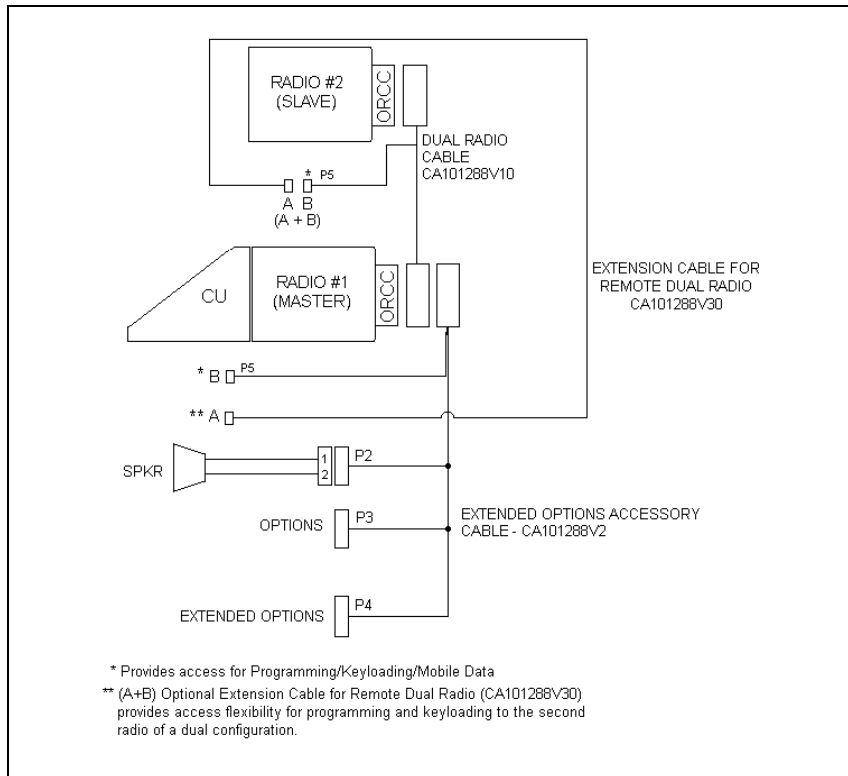 RADIO #2
(SLAVE)
ORCC
DUAL RADIO
CABLE
CA101288V10
* P5
A B
(A + B)
CU
RADIO #1
(MASTER)
ORCC
EXTENSION CABLE FOR
REMOTE DUAL RADIO
CA101288V30
* B P5
** A
SPKR
1
2
P2
OPTIONS
P3
EXTENDED OPTIONS ACCESSORY
CABLE - CA101288V2
EXTENDED OPTIONS
P4
* Provides access for Programming/Keyloading/Mobile Data
** (A+B) Optional Extension Cable for Remote Dual Radio (CA101288V30)
provides access flexibility for programming and keyloading to the second
radio of a dual configuration.